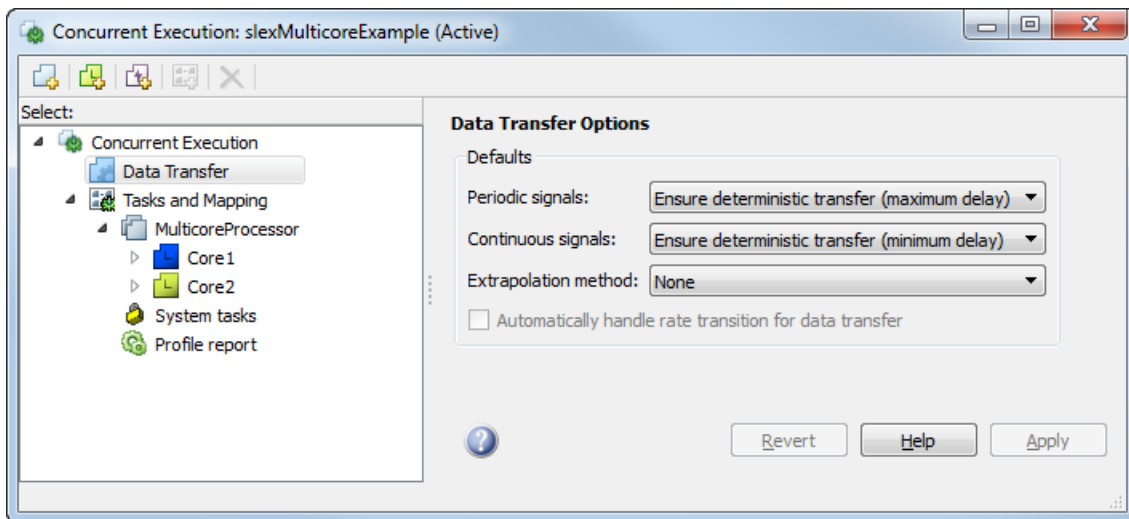 Concurrent Execution: slexMulticoreExample (Active)
Select:
Concurrent Execution
Data Transfer
Tasks and Mapping
MulticoreProcessor
Core1
Core2
System tasks
Profile report
Data Transfer Options
Defaults
Periodic signals: Ensure deterministic transfer (maximum delay)
Continuous signals: Ensure deterministic transfer (minimum delay)
Extrapolation method: None
Automatically handle rate transition for data transfer
? Revert Help Apply